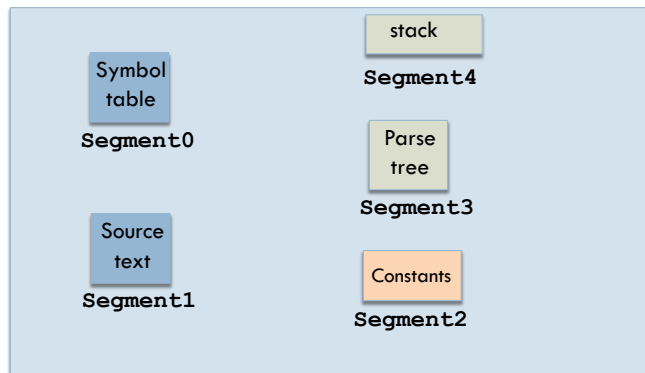 Symbol
table
Segment0
Source
text
Segment1
stack
Segment4
Parse
tree
Segment3
Constants
Segment2